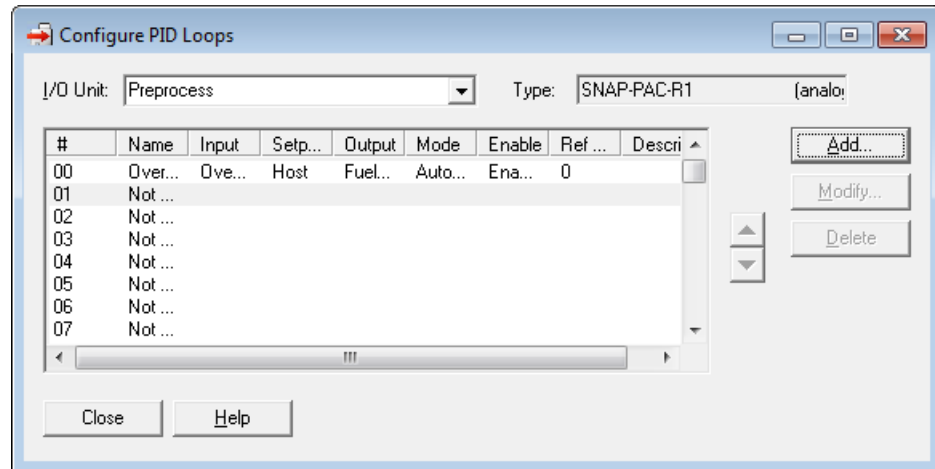 Configure PID Loops
I/O Unit: Preprocess Type: SNAP-PAC-R1 (analo
# Name Input Setp... Output Mode Enable Ref ... Descri
00 Over... Ove... Host Fuel... Auto... Ena... 0
01 Not ...
02 Not ...
03 Not ...
04 Not ...
05 Not ...
06 Not ...
07 Not ...
Add...
Modify...
Delete
Close Help